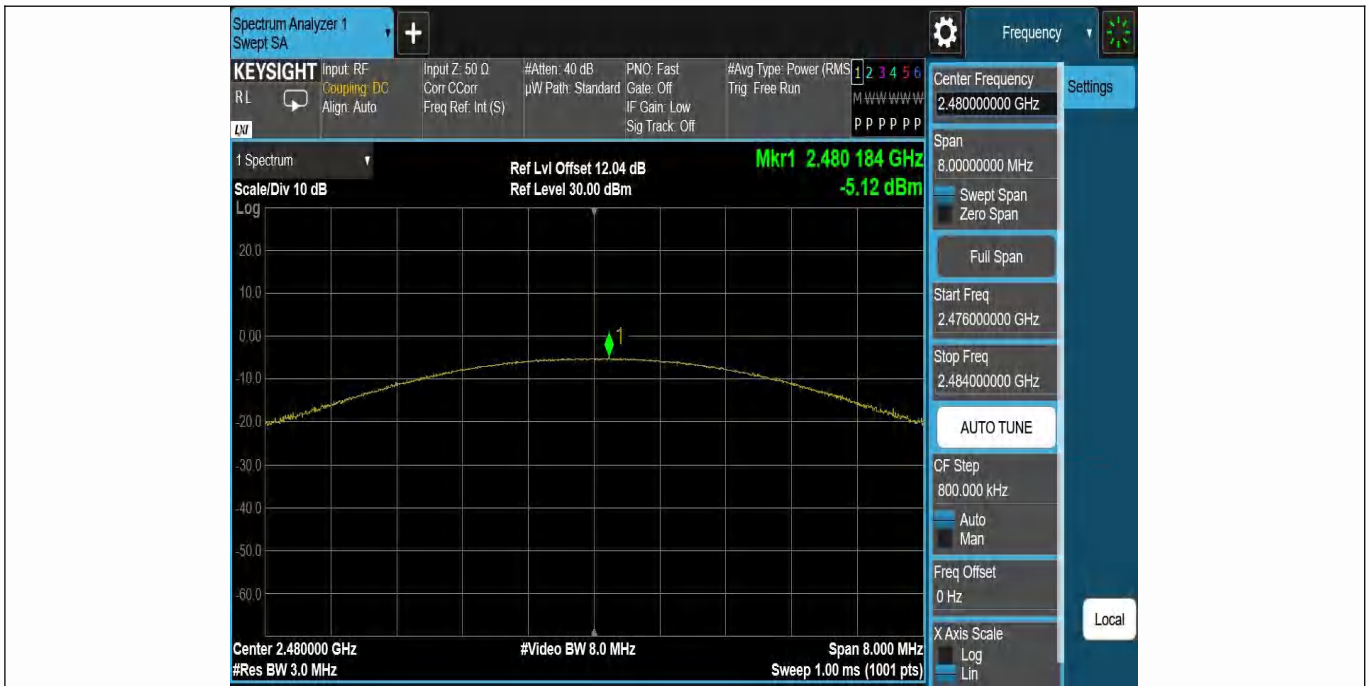 Spectrum Analyzer 1
Swept SA
+
Frequency
KEYSIGHT
RL
LXI
Input: RF
Coupling: DC
Align: Auto
Input Z: 50 Ω
Corr CCorr
Freq Ref: Int (S)
#Atten: 40 dB
µW Path: Standard
PNO: Fast
Gate: Off
IF Gain: Low
Sig Track: Off
#Avg Type: Power (RMS
Trig: Free Run
1 2 3 4 5 6
M W W W W W
P P P P P P
Center Frequency
2.480000000 GHz
Settings
Span
8.00000000 MHz
Swept Span
Zero Span
Full Span
Start Freq
2.476000000 GHz
Stop Freq
2.484000000 GHz
AUTO TUNE
CF Step
800.000 kHz
Auto
Man
Freq Offset
0 Hz
X Axis Scale
Log
Lin
Local
1 Spectrum
Scale/Div 10 dB
Log
Ref Lvl Offset 12.04 dB
Ref Level 30.00 dBm
Mkr1 2.480 184 GHz
-5.12 dBm
20.0
10.0
0.00
-10.0
-20.0
-30.0
-40.0
-50.0
-60.0
1
Center 2.480000 GHz
#Res BW 3.0 MHz
#Video BW 8.0 MHz
Span 8.000 MHz
Sweep 1.00 ms (1001 pts)